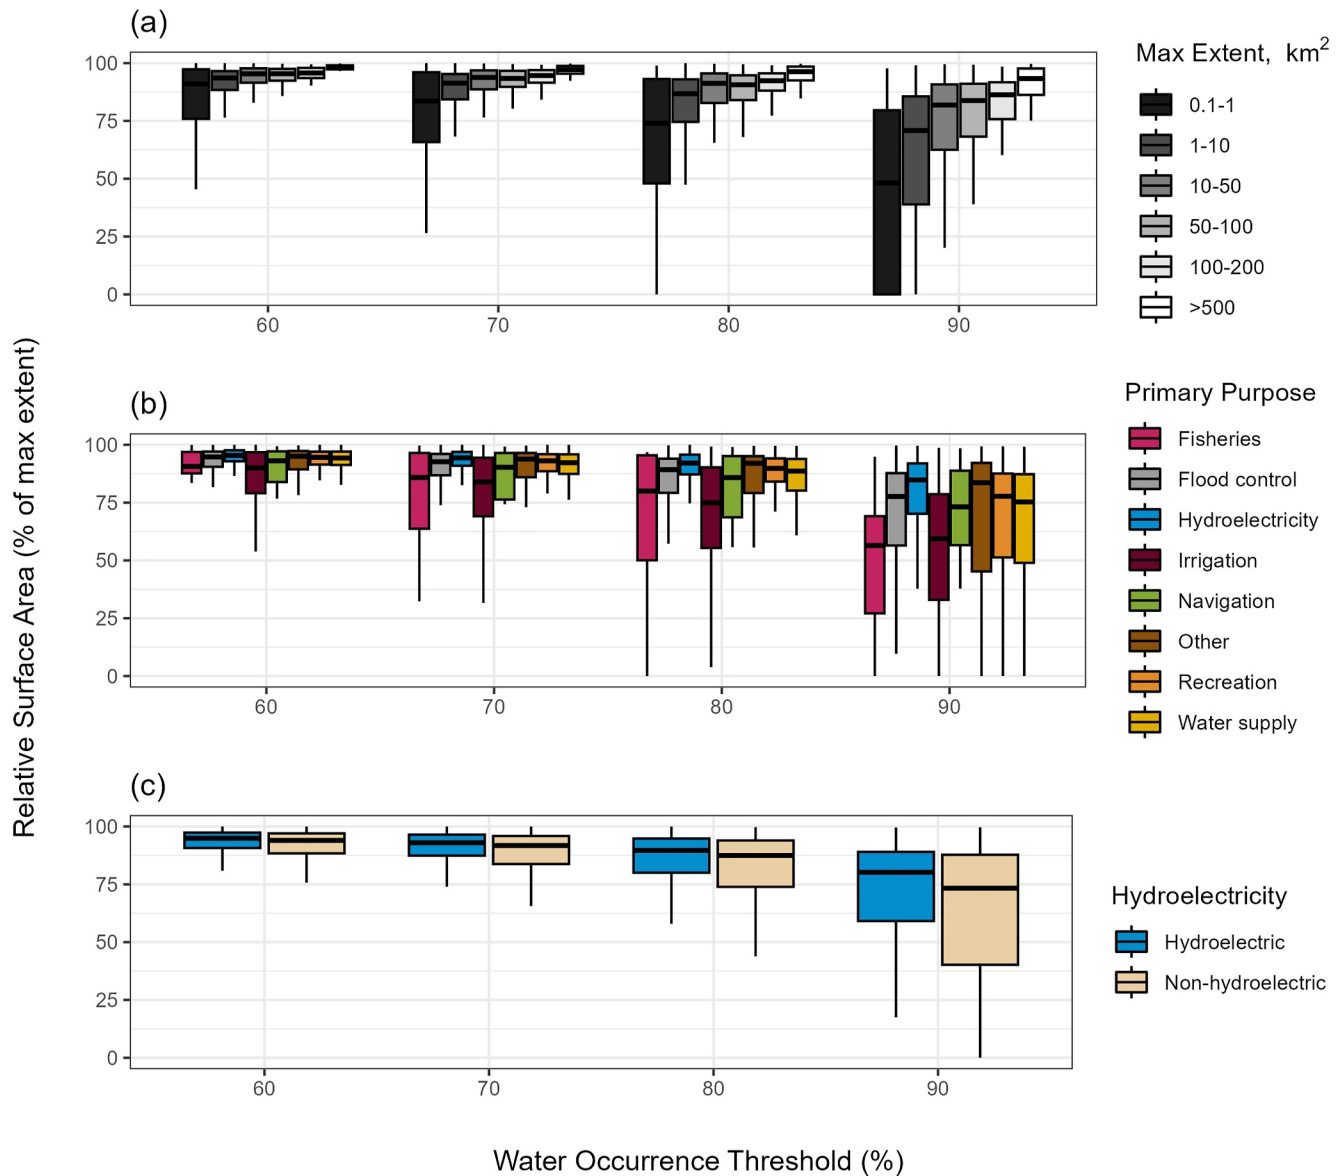 (a)
100
75
50
25
0
60 70 80 90
Max Extent, km2
0.1-1
1-10
10-50
50-100
100-200
>500
Relative Surface Area (% of max extent)
(b)
100
75
50
25
0
60 70 80 90
Primary Purpose
Fisheries
Flood control
Hydroelectricity
Irrigation
Navigation
Other
Recreation
Water supply
(c)
100
75
50
25
0
60 70 80 90
Hydroelectricity
Hydroelectric
Non-hydroelectric
Water Occurrence Threshold (%)